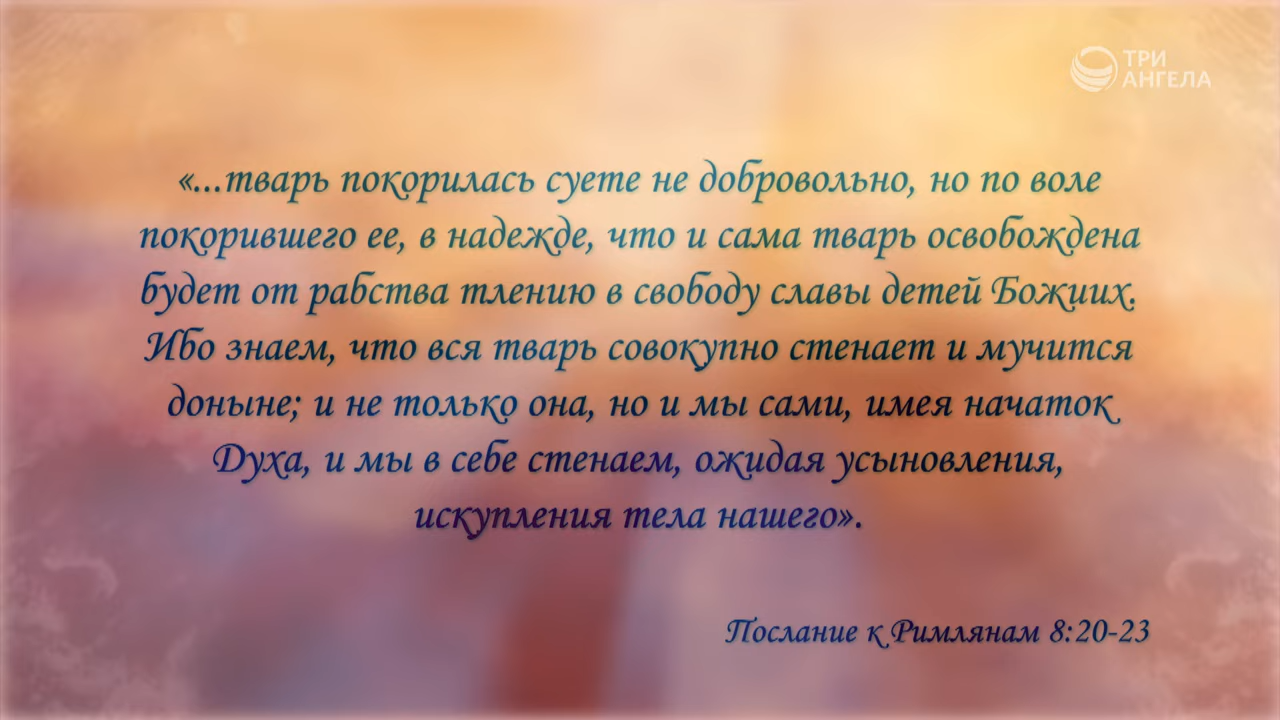 ТРИ
АНГЕЛА
«...тварь покорилась суете не добровольно, но по воле
покорившего ее, в надежде, что и сама тварь освобождена
будет от рабства тлению в свободу славы детей Божиих.
Ибо знаем, что вся тварь совокупно стенает и мучится
доныне; и не только она, но и мы сами, имея начаток
Духа, и мы в себе стенаем, ожидая усыновления,
искупления тела нашего».
Послание к Римлянам 8:20-23